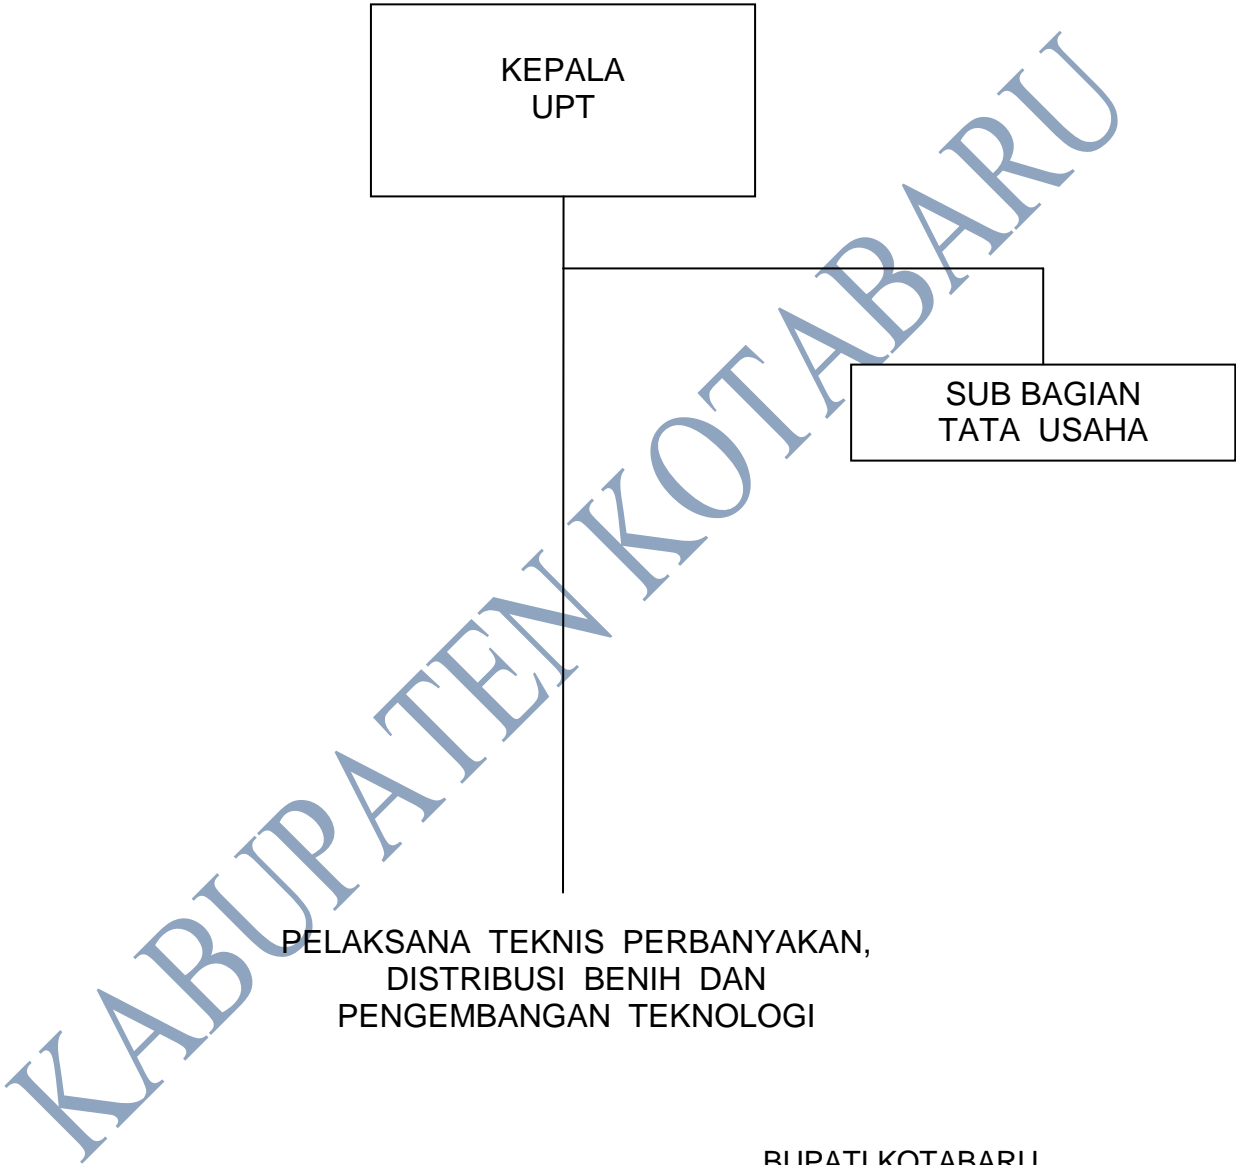 KEPALA
UPT
SUB BAGIAN
TATA USAHA
KABUPATEN KOTABARU
PELAKSANA TEKNIS PERBANYAKAN,
DISTRIBUSI BENIH DAN
PENGEMBANGAN TEKNOLOGI
BUPATI KOTABARU